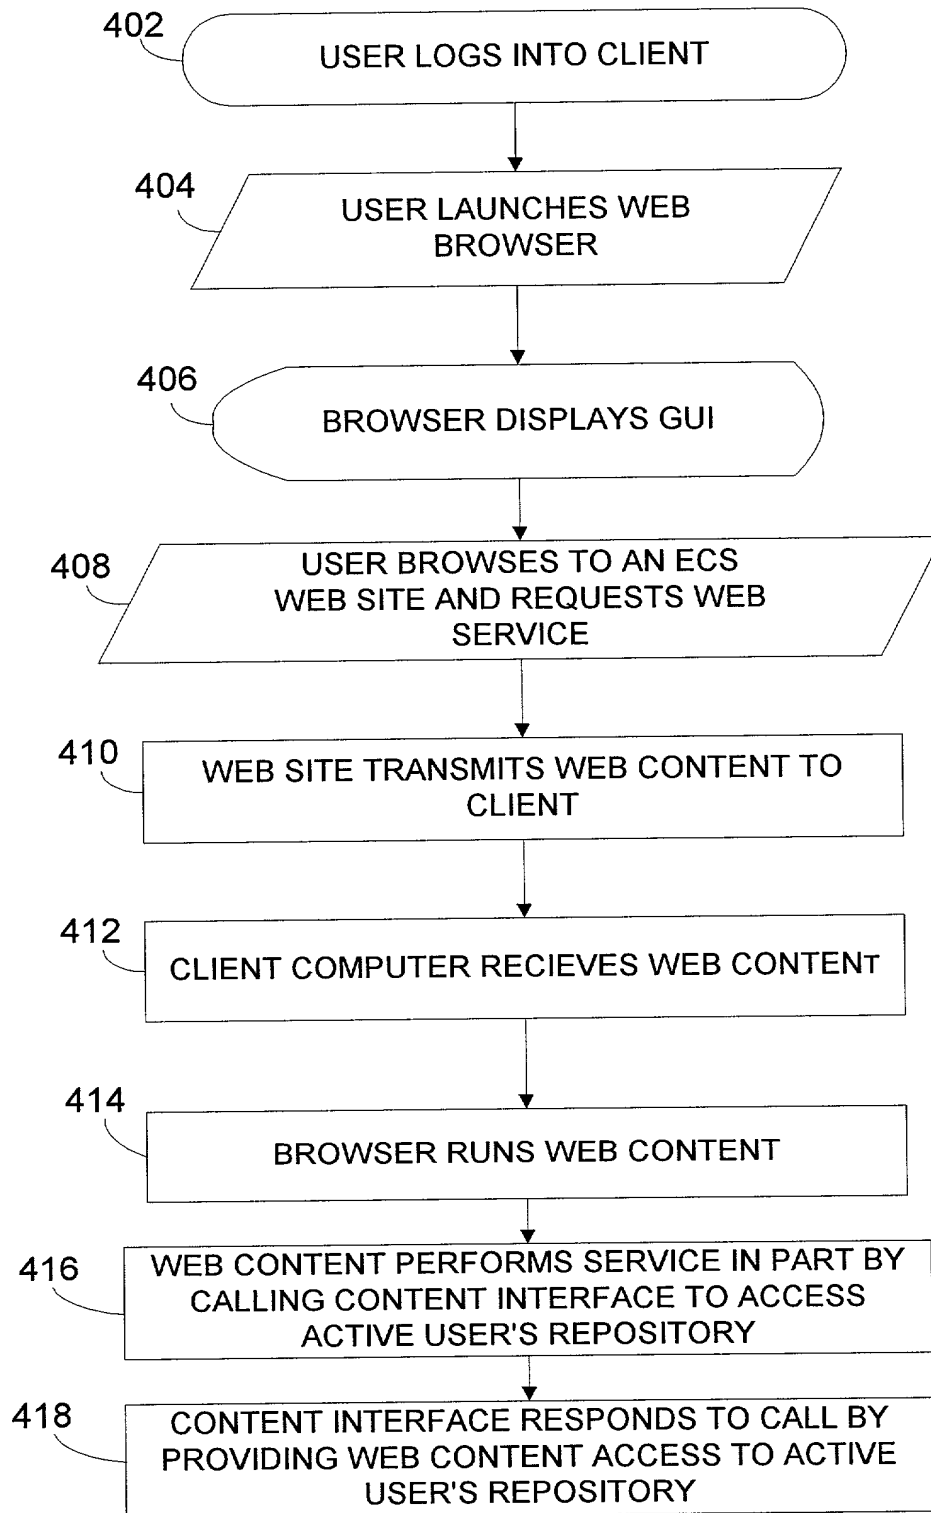 402
USER LOGS INTO CLIENT
404
USER LAUNCHES WEB
BROWSER
406
BROWSER DISPLAYS GUI
408
USER BROWSES TO AN ECS
WEB SITE AND REQUESTS WEB
SERVICE
410
WEB SITE TRANSMITS WEB CONTENT TO
CLIENT
412
CLIENT COMPUTER RECIEVES WEB CONTENT
414
BROWSER RUNS WEB CONTENT
416
WEB CONTENT PERFORMS SERVICE IN PART BY
CALLING CONTENT INTERFACE TO ACCESS
ACTIVE USER'S REPOSITORY
418
CONTENT INTERFACE RESPONDS TO CALL BY
PROVIDING WEB CONTENT ACCESS TO ACTIVE
USER'S REPOSITORY